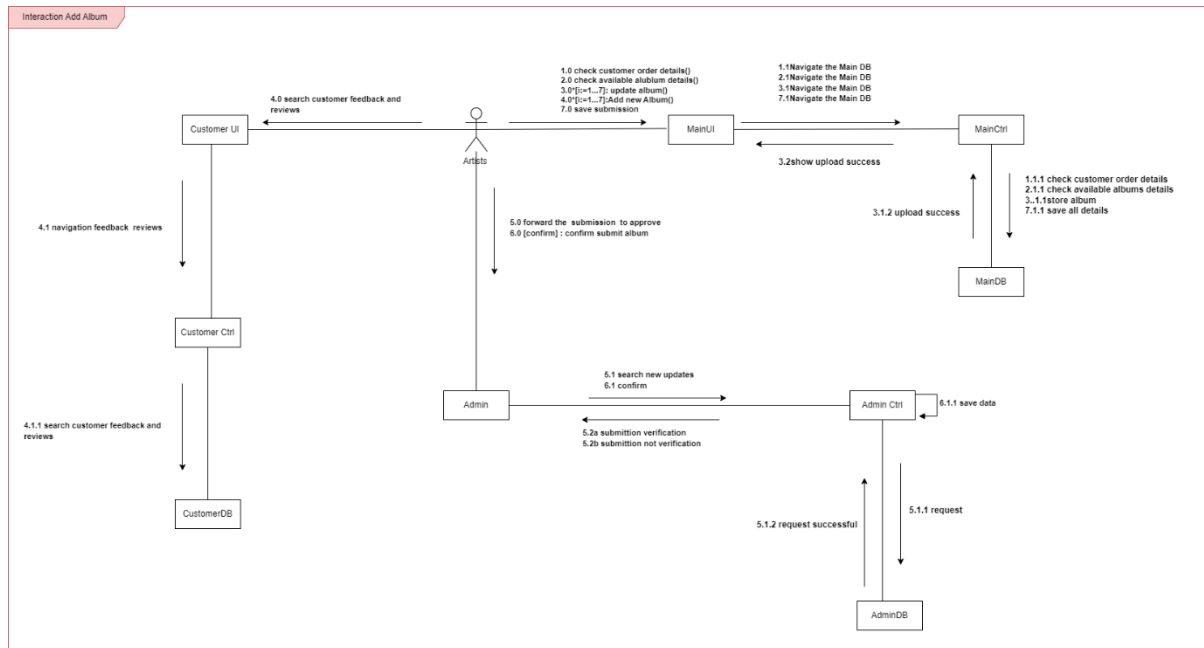 Interaction Add Album
1.0 check customer order details()
2.0 check available alublum details()
3.0*[i:=1...7]: update album()
4.0*[i:=1...7]:Add new Album()
7.0 save submission
1.1Navigate the Main DB
2.1Navigate the Main DB
3.1Navigate the Main DB
7.1Navigate the Main DB
4.0 search customer feedback and
reviews
Customer UI
Artists
MainUI
MainCtrl
3.2show upload success
1.1.1 check customer order details
2.1.1 check available albums details
3..1.1store album
7.1.1 save all details
3.1.2 upload success
4.1 navigation feedback reviews
5.0 forward the submission to approve
6.0 [confirm] : confirm submit album
MainDB
Customer Ctrl
5.1 search new updates
6.1 confirm
Admin
Admin Ctrl
6.1.1 save data
4.1.1 search customer feedback and
reviews
5.2a submittion verification
5.2b submittion not verification
CustomerDB
5.1.2 request successful
5.1.1 request
AdminDB